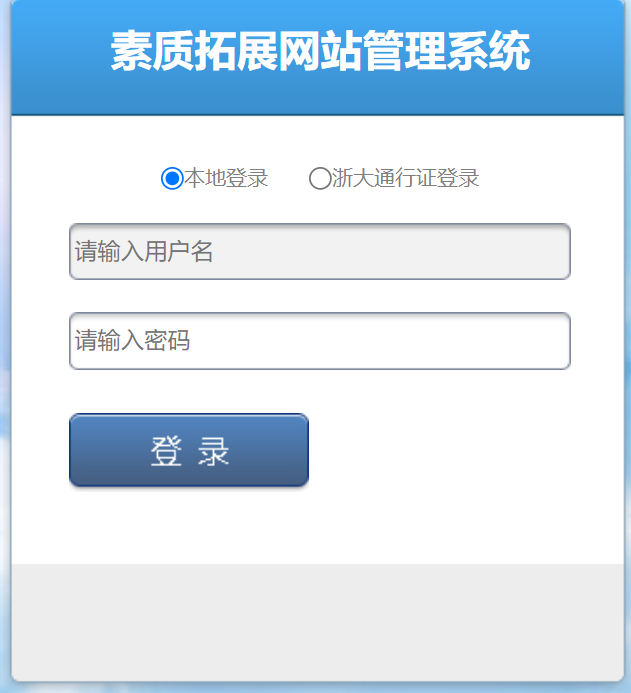 素质拓展网站管理系统
本地登录 浙大通行证登录
请输入用户名
请输入密码
登 录